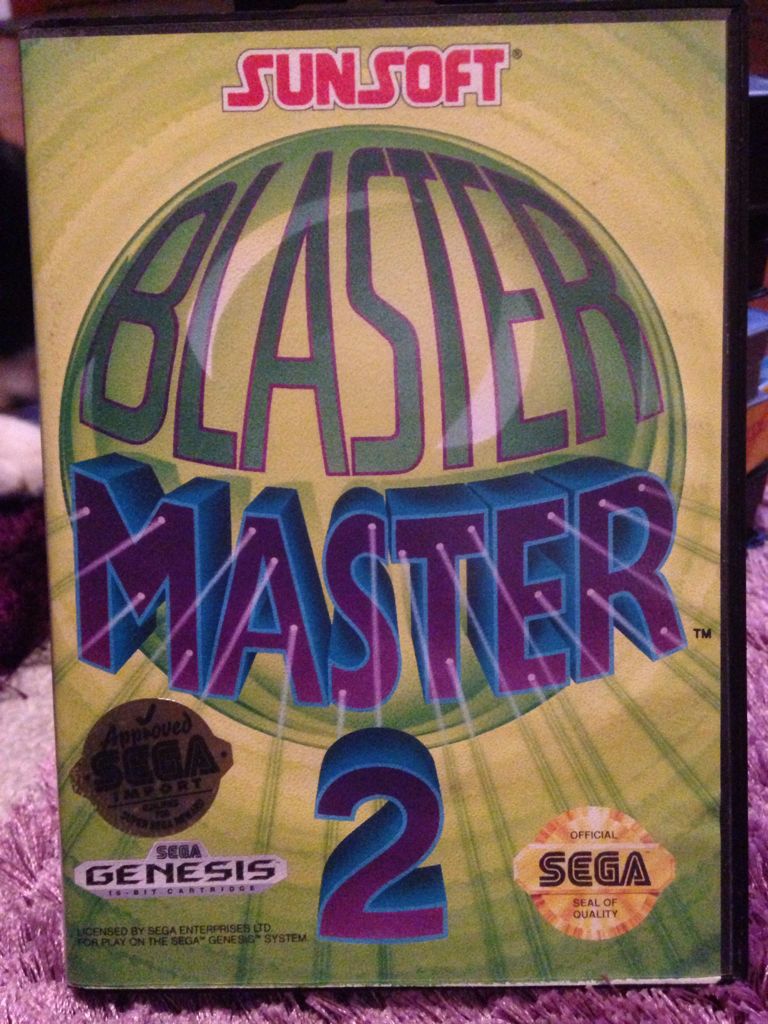 SUNSOFT®
BLASTER
MASTER
TM
2
Approved
SEGA
IMPORT
SEGA
GENESIS
16-BIT CARTRIDGE
LICENSED BY SEGA ENTERPRISES LTD.
FOR PLAY ON THE SEGA™ GENESIS™ SYSTEM.
OFFICIAL
SEGA
SEAL OF
QUALITY